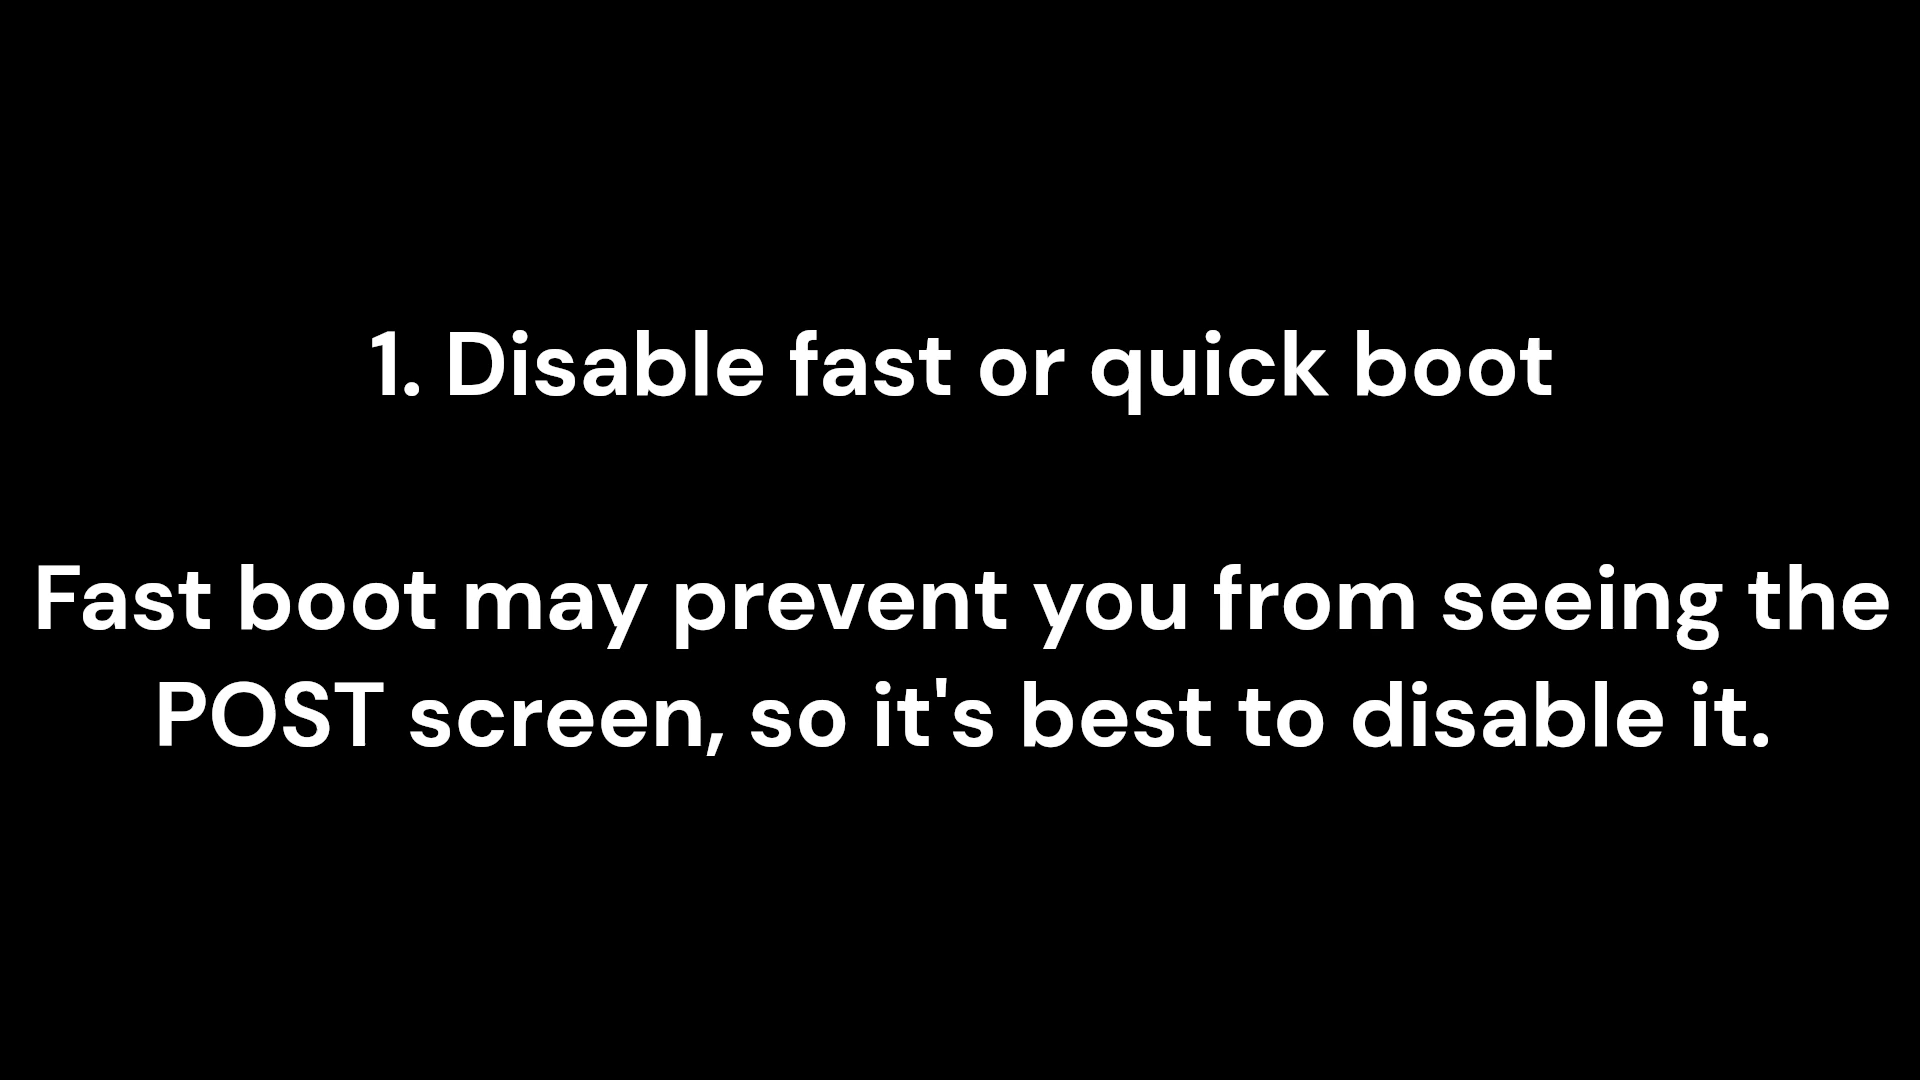 1. Disable fast or quick boot
Fast boot may prevent you from seeing the
POST screen, so it's best to disable it.